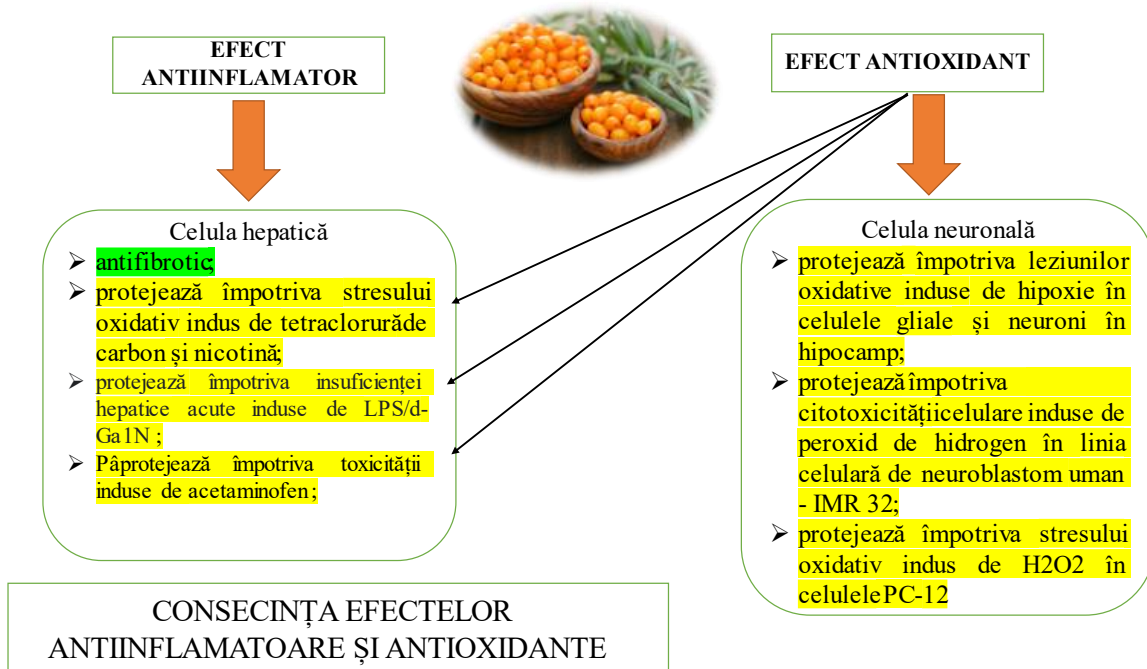 EFECT
ANTIINFLAMATOR
EFECT ANTIOXIDANT
Celula hepatică
antifibrotic;
protejează împotriva stresului
oxidativ indus de tetraclorurăde
carbon și nicotină;
protejează împotriva insuficienței
hepatice acute induse de LPS/d-
Ga1N ;
Pâprotejează împotriva toxicității
induse de acetaminofen;
Celula neuronală
protejează împotriva leziunilor
oxidative induse de hipoxie în
celulele gliale și neuroni în
hipocamp;
protejeazăîmpotriva
citotoxicitățiicelulare induse de
peroxid de hidrogen în linia
celulară de neuroblastom uman
- IMR 32;
protejează împotriva stresului
oxidativ indus de H2O2 în
celulelePC-12
CONSECINȚA EFECTELOR
ANTIINFLAMATOARE ȘI ANTIOXIDANTE